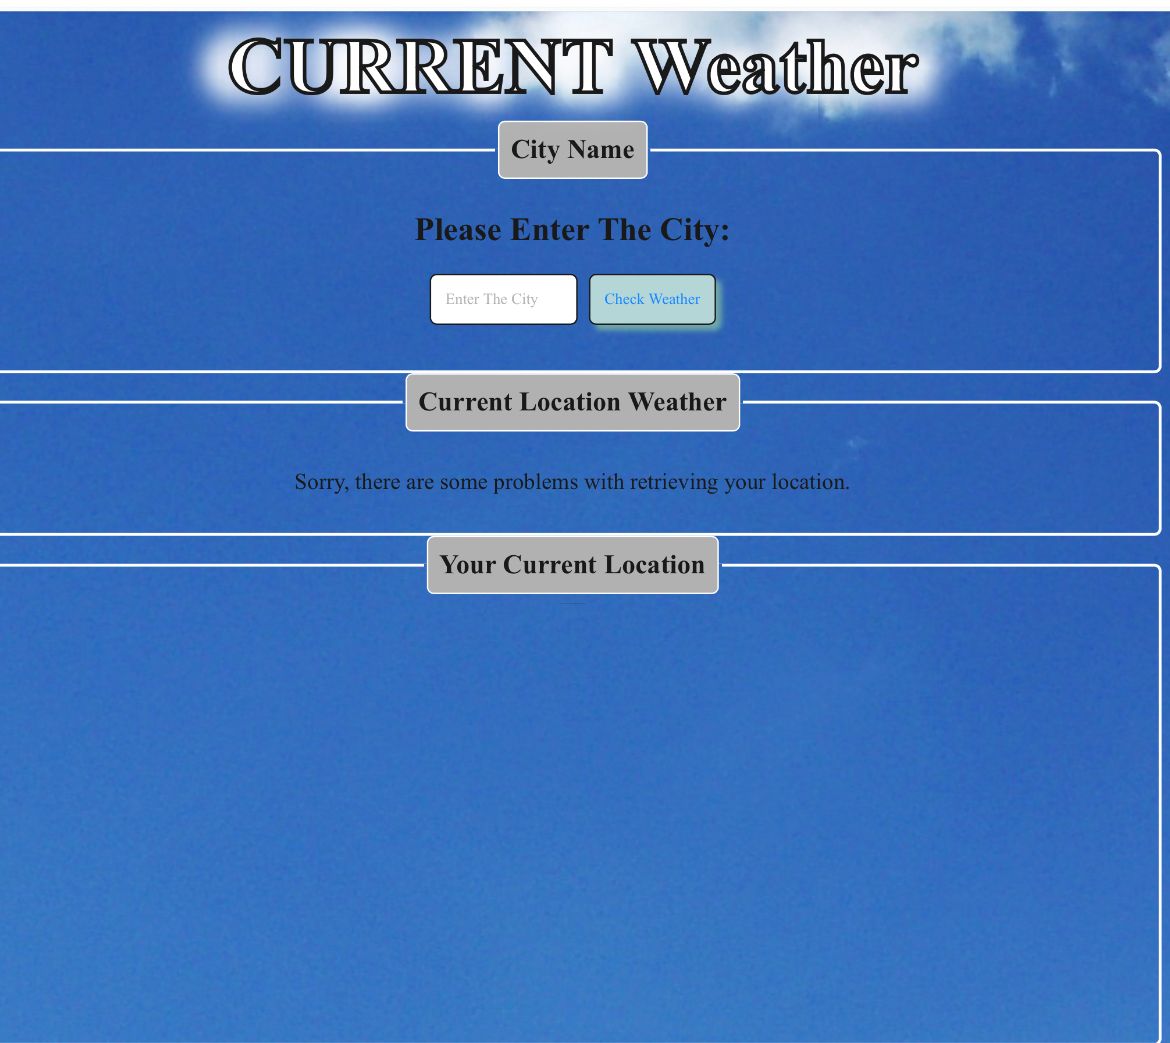 CURRENT Weather
City Name
Please Enter The City:
Enter The City
Check Weather
Current Location Weather
Sorry, there are some problems with retrieving your location.
Your Current Location